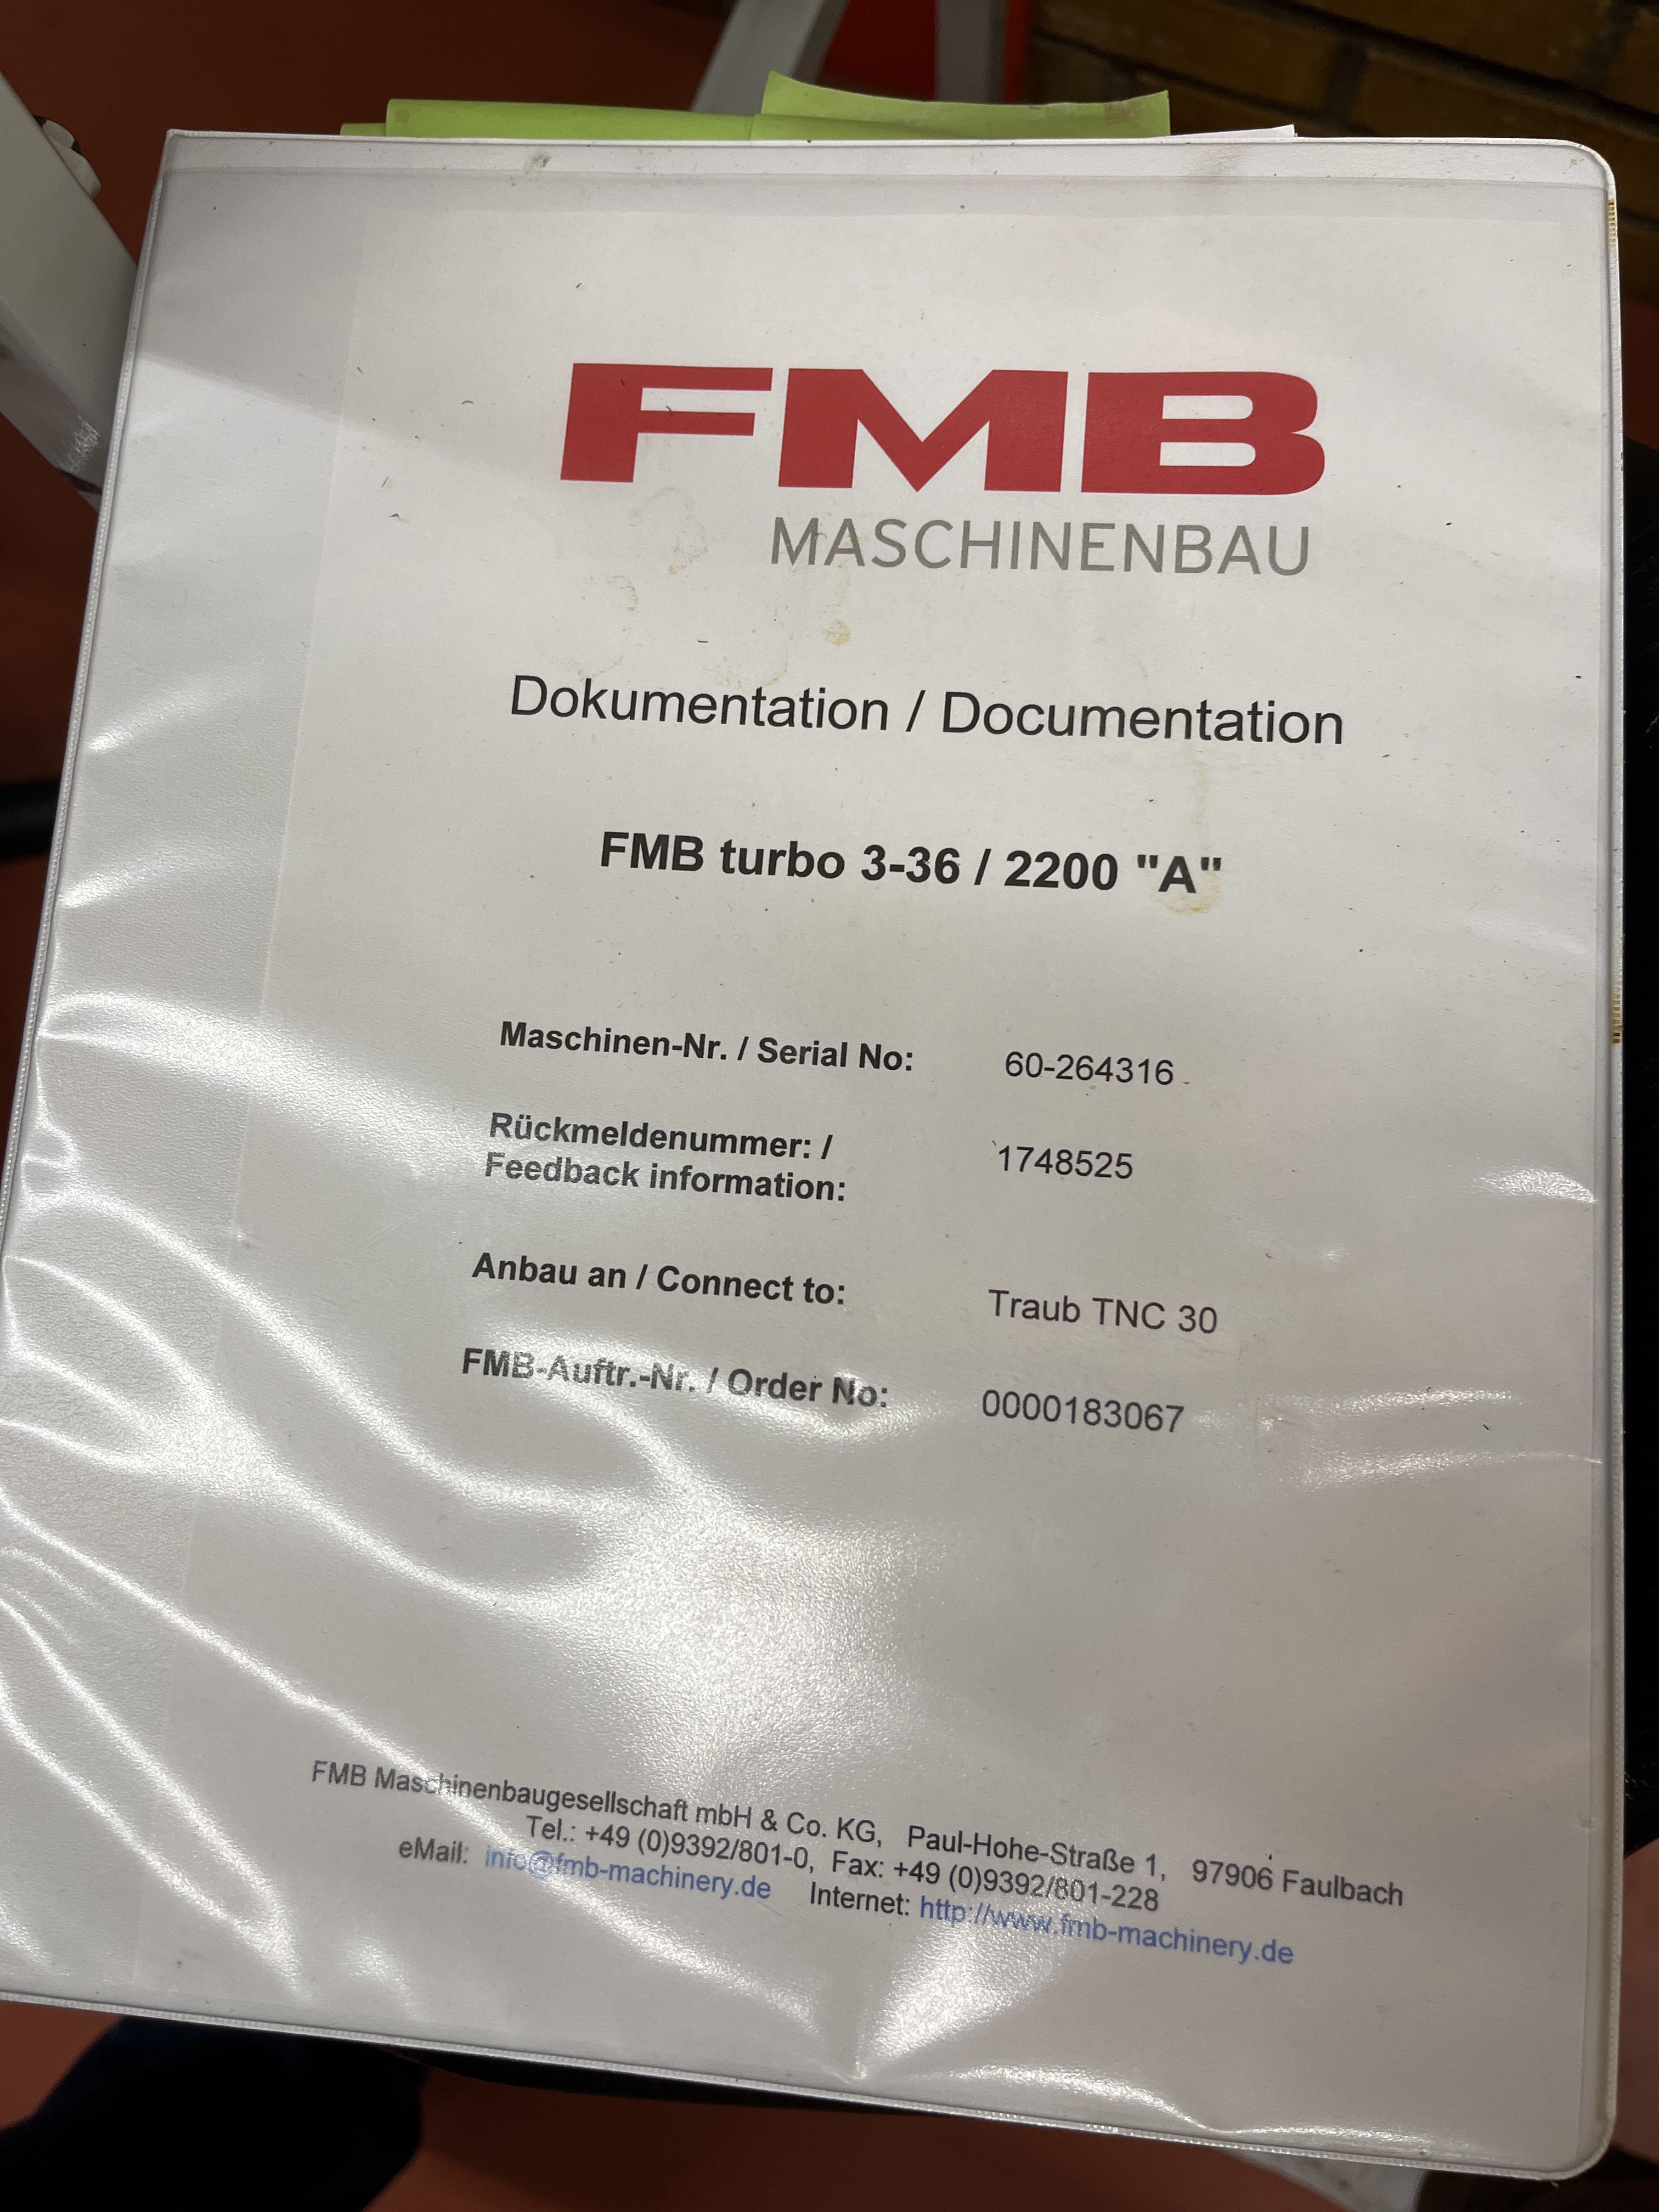 FMB
MASCHINENBAU
Dokumentation / Documentation
FMB turbo 3-36 / 2200 "A"
Maschinen-Nr. / Serial No: 60-264316
Rückmeldenummer: / 1748525
Feedback information:
Anbau an / Connect to: Traub TNC 30
FMB-Auftr.-Nr. / Order No: 0000183067
FMB Maschinenbaugesellschaft mbH & Co. KG, Paul-Hohe-Straße 1, 97906 Faulbach
Tel.: +49 (0)9392/801-0, Fax: +49 (0)9392/801-228
eMail: info@fmb-machinery.de Internet: http://www.fmb-machinery.de